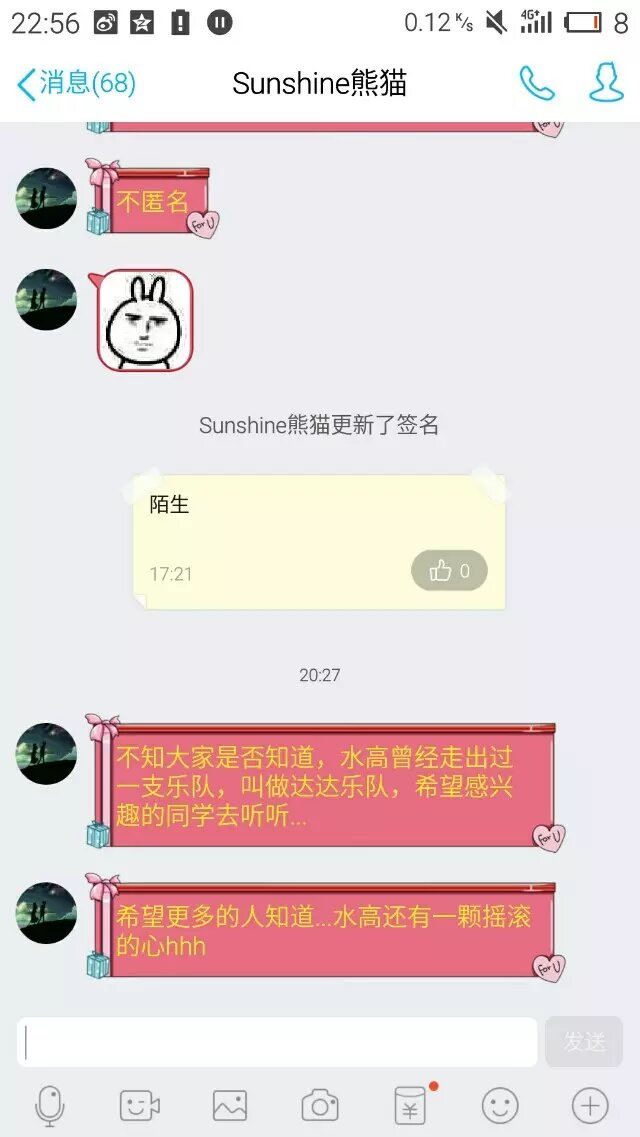 22:56
0.12 K/s
4G+
8
消息(68)
Sunshine熊猫
for U
不匿名
for U
Sunshine熊猫更新了签名
陌生
17:21
0
20:27
不知大家是否知道，水高曾经走出过
一支乐队，叫做达达乐队，希望感兴
趣的同学去听听...
for U
希望更多的人知道...水高还有一颗摇滚
的心hhh
for U
发送